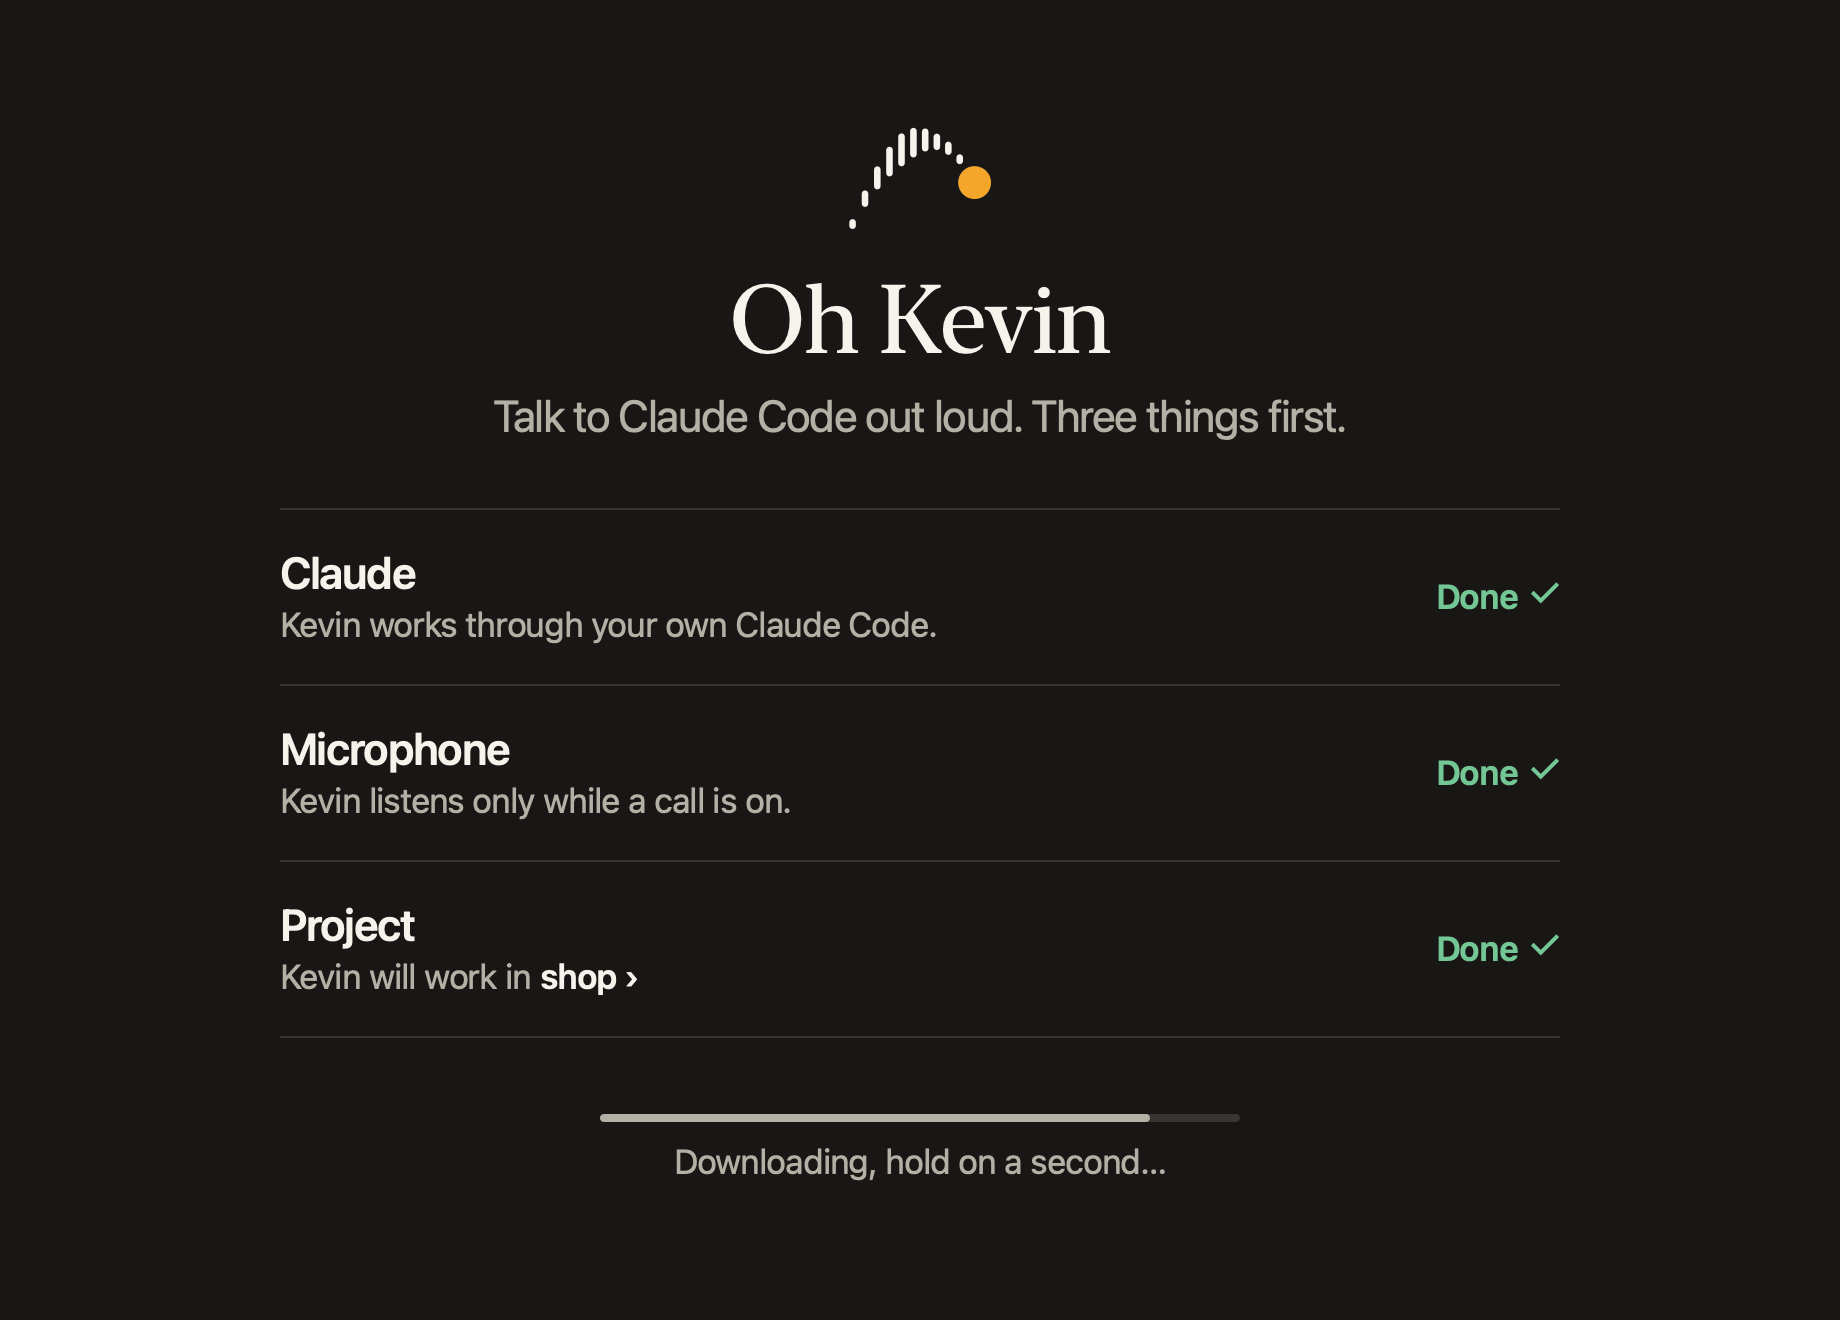 Oh Kevin
Talk to Claude Code out loud. Three things first.
Claude
Kevin works through your own Claude Code.
Done ✓
Microphone
Kevin listens only while a call is on.
Done ✓
Project
Kevin will work in shop ›
Done ✓
Downloading, hold on a second...